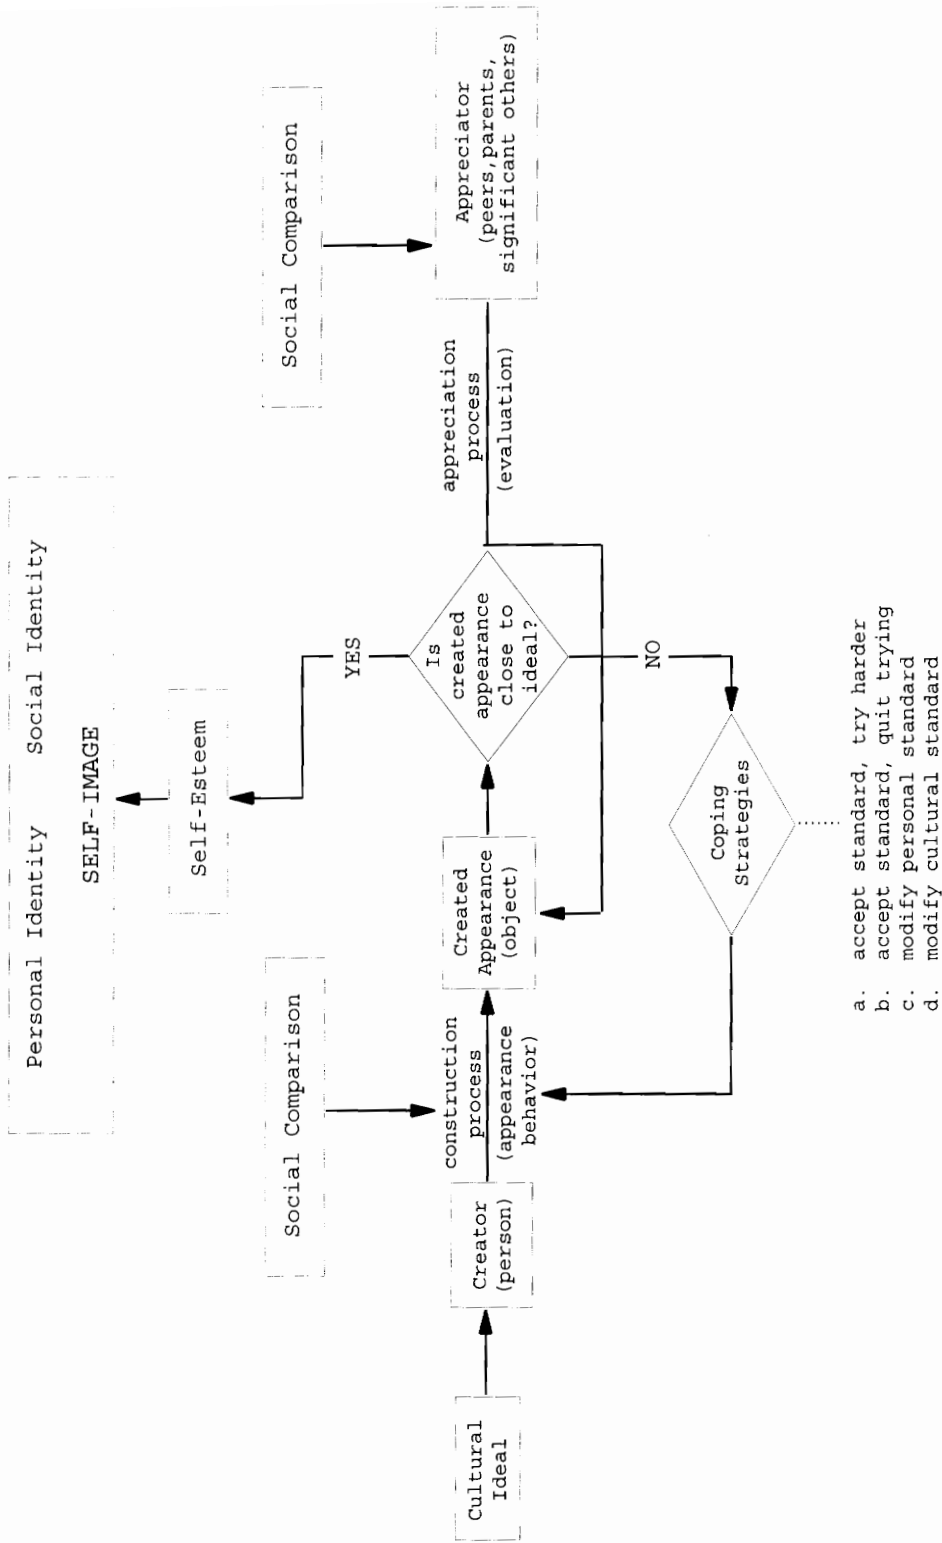 Personal Identity    Social Identity
SELF-IMAGE
Self-Esteem
Social Comparison
Social Comparison
YES
Cultural
Ideal
Creator
(person)
construction
process
(appearance
behavior)
Created
Appearance
(object)
Is
created
appearance
close to
ideal?
appreciation
process
(evaluation)
Appreciator
(peers,parents,
significant others)
NO
Coping
Strategies
a. accept standard, try harder
b. accept standard, quit trying
c. modify personal standard
d. modify cultural standard